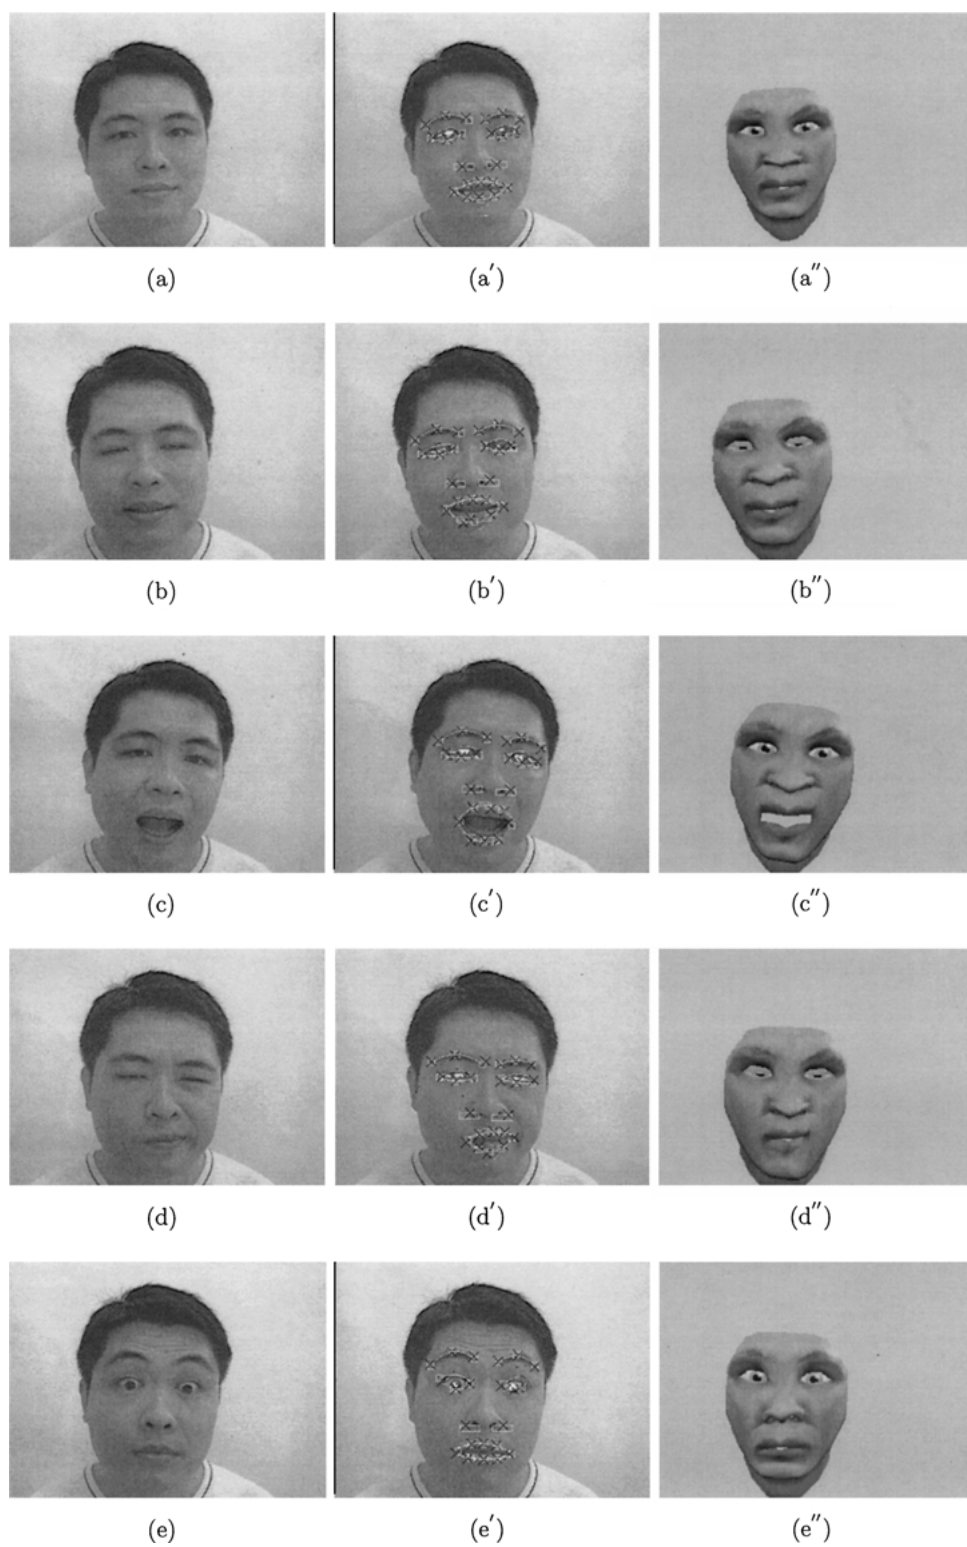 (a) (a′) (a″)
(b) (b′) (b″)
(c) (c′) (c″)
(d) (d′) (d″)
(e) (e′) (e″)